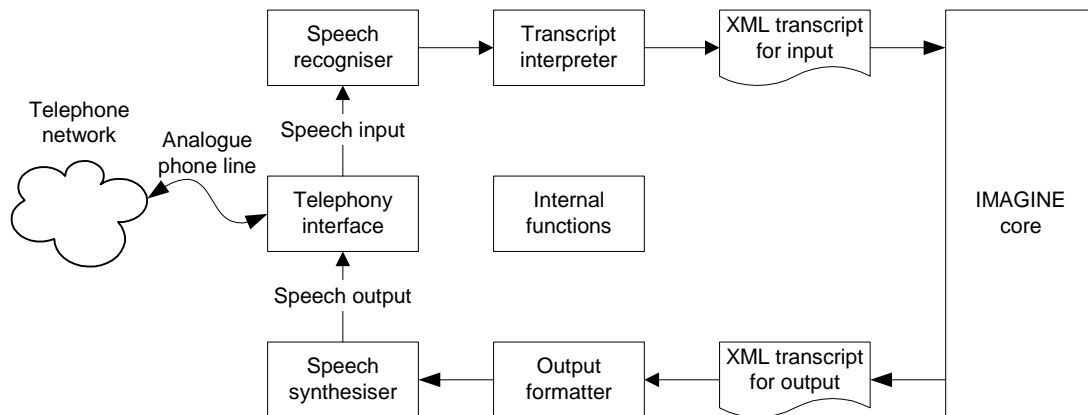 Speech
recogniser
Transcript
interpreter
XML transcript
for input
Telephone
network
Analogue
phone line
Speech input
Telephony
interface
Internal
functions
IMAGINE
core
Speech output
Speech
synthesiser
Output
formatter
XML transcript
for output